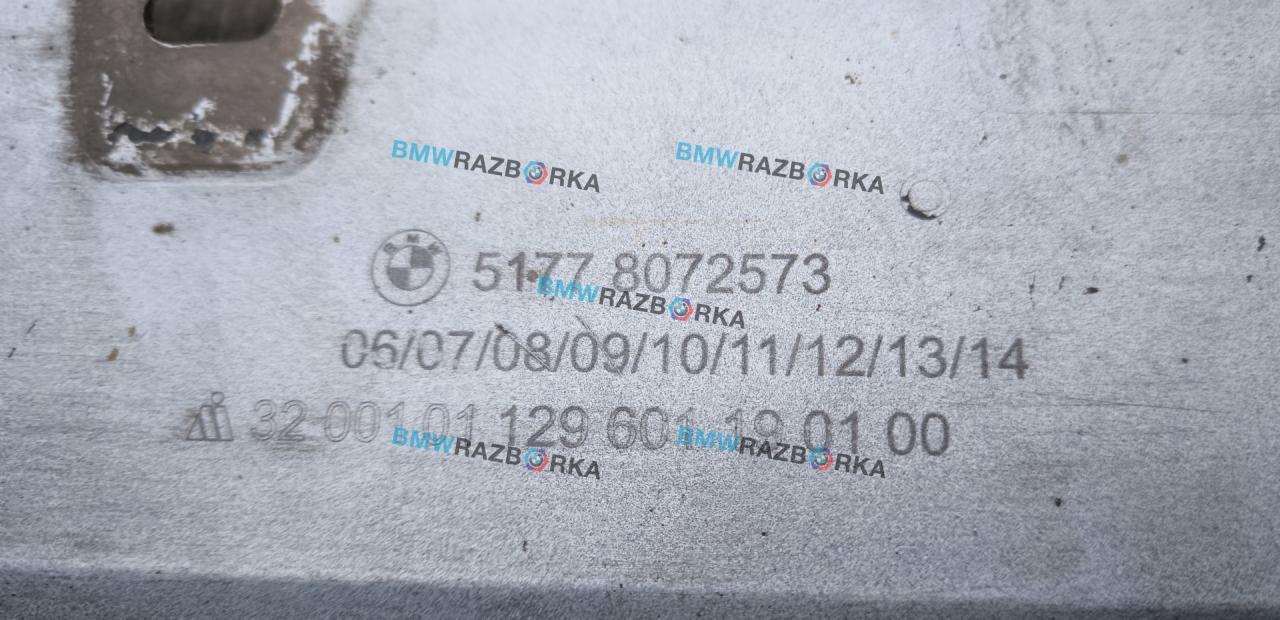 BMWRAZBORKA BMWRAZBORKA
5177 8072573
BMWRAZBORKA
06/07/08/09/10/11/12/13/14
32-001 01 129 601 19 01 00
BMWRAZBORKA BMWRAZBORKA